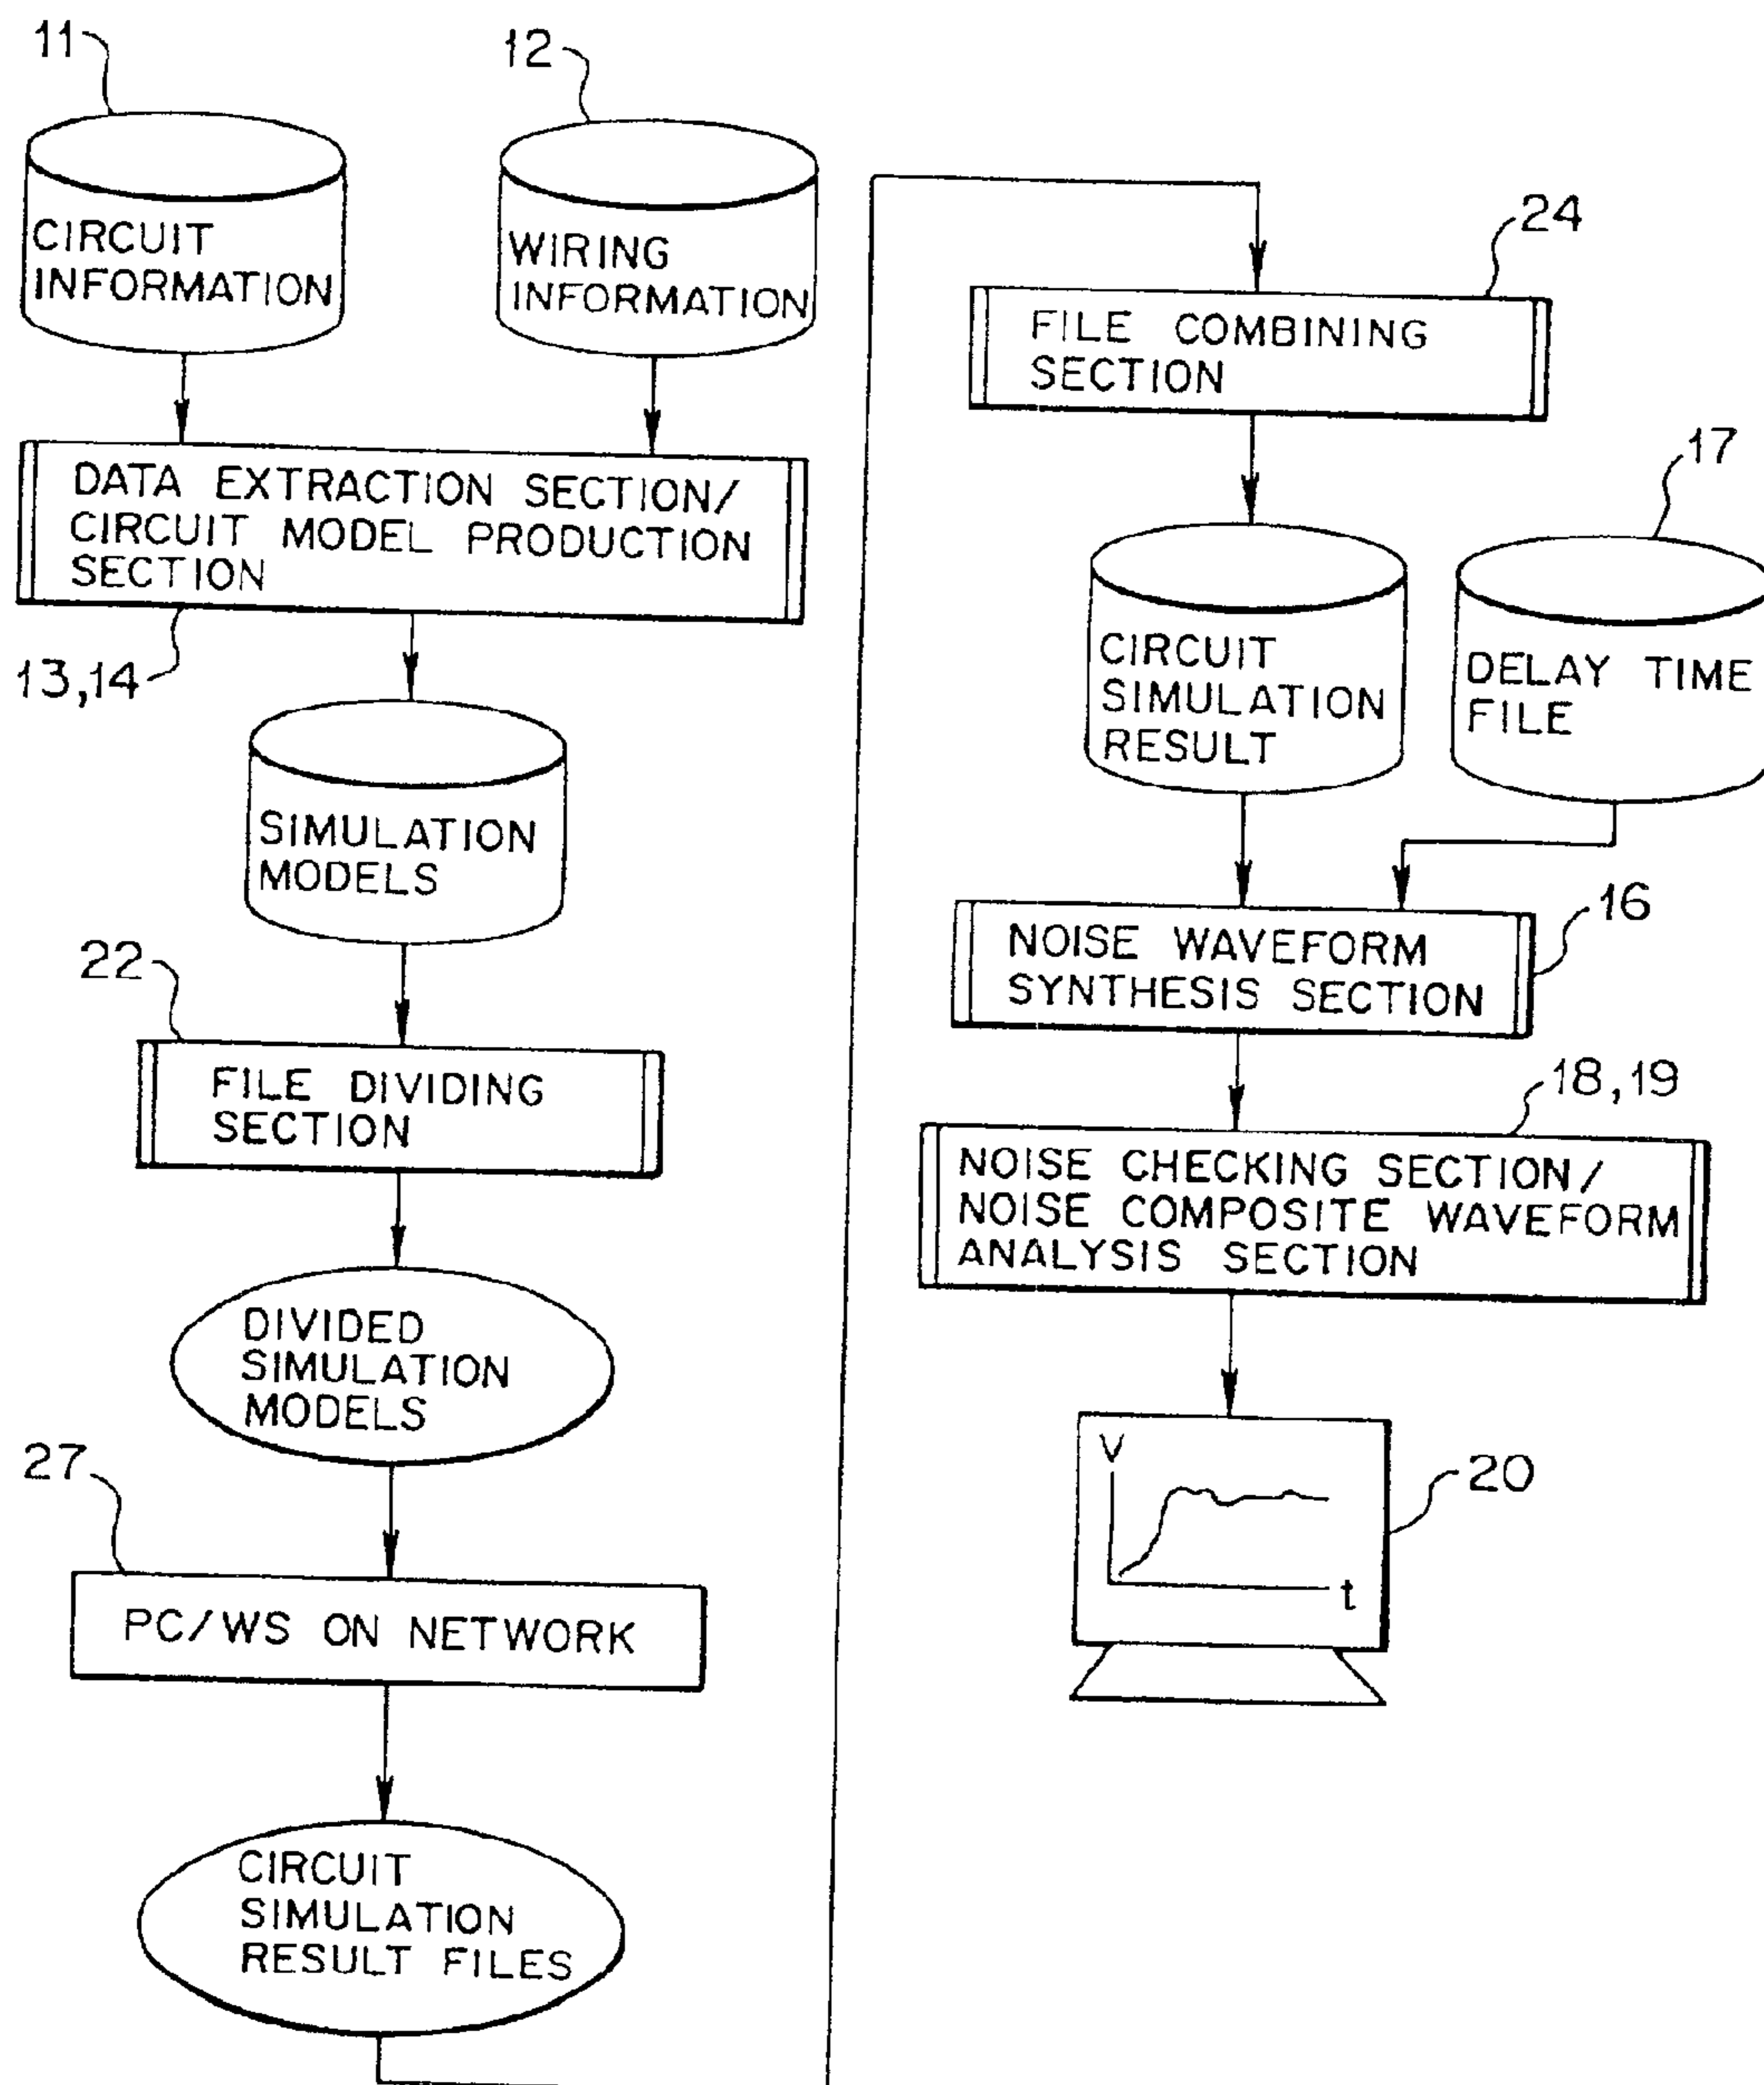 11
12
CIRCUIT
INFORMATION
WIRING
INFORMATION
DATA EXTRACTION SECTION/
CIRCUIT MODEL PRODUCTION
SECTION
13,14
SIMULATION
MODELS
22
FILE DIVIDING
SECTION
DIVIDED
SIMULATION
MODELS
27
PC/WS ON NETWORK
CIRCUIT
SIMULATION
RESULT FILES
24
FILE COMBINING
SECTION
17
CIRCUIT
SIMULATION
RESULT
DELAY TIME
FILE
16
NOISE WAVEFORM
SYNTHESIS SECTION
18,19
NOISE CHECKING SECTION/
NOISE COMPOSITE WAVEFORM
ANALYSIS SECTION
V
t
20